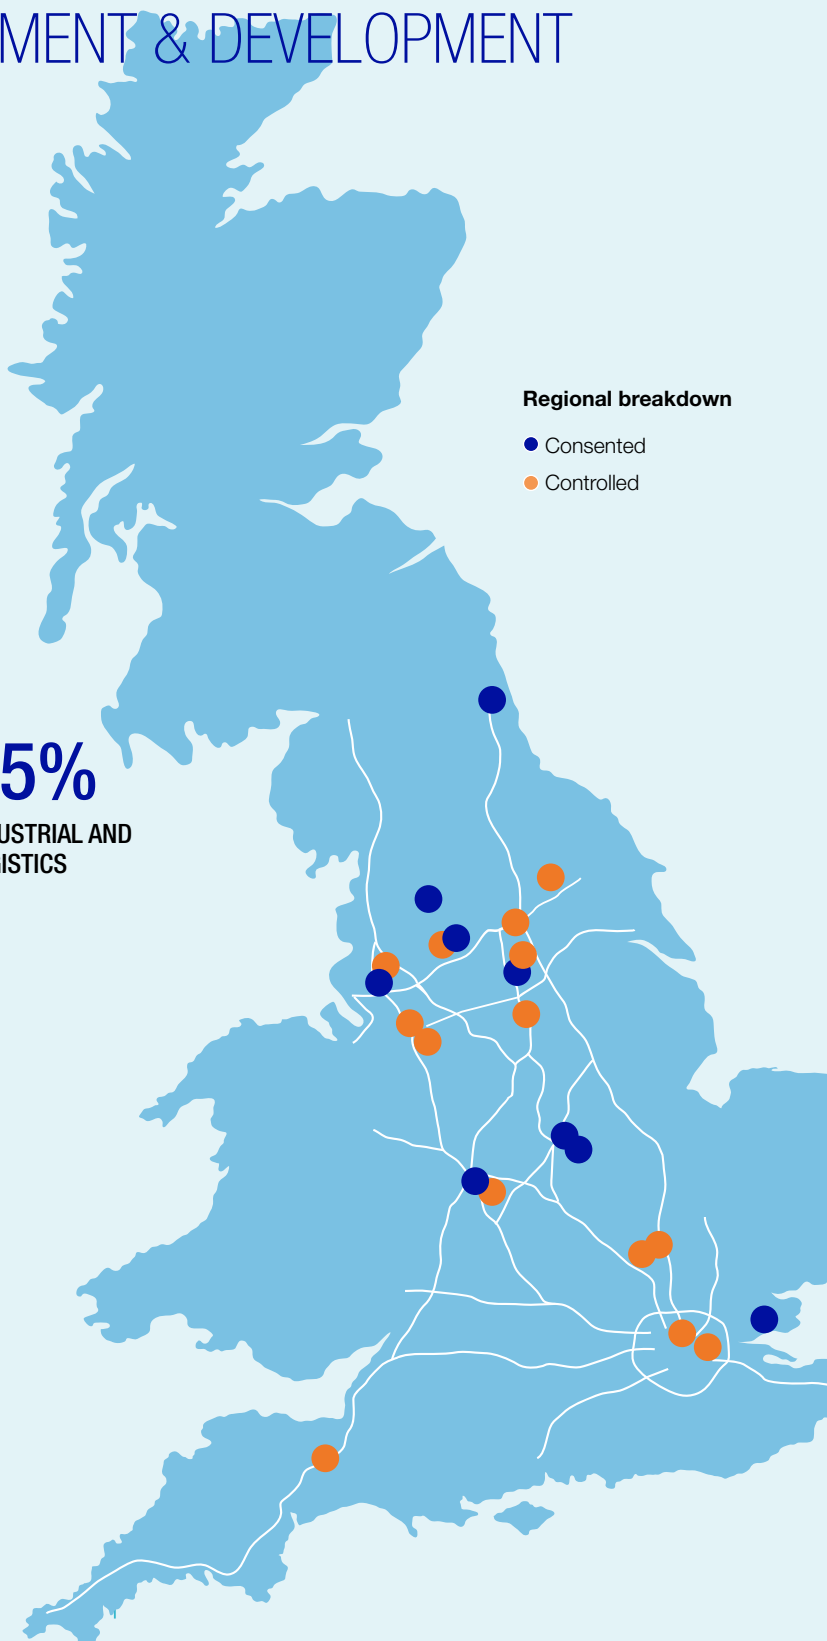 MENT & DEVELOPMENT
Regional breakdown
Consented
Controlled
5%
USTRIAL AND
ISTICS